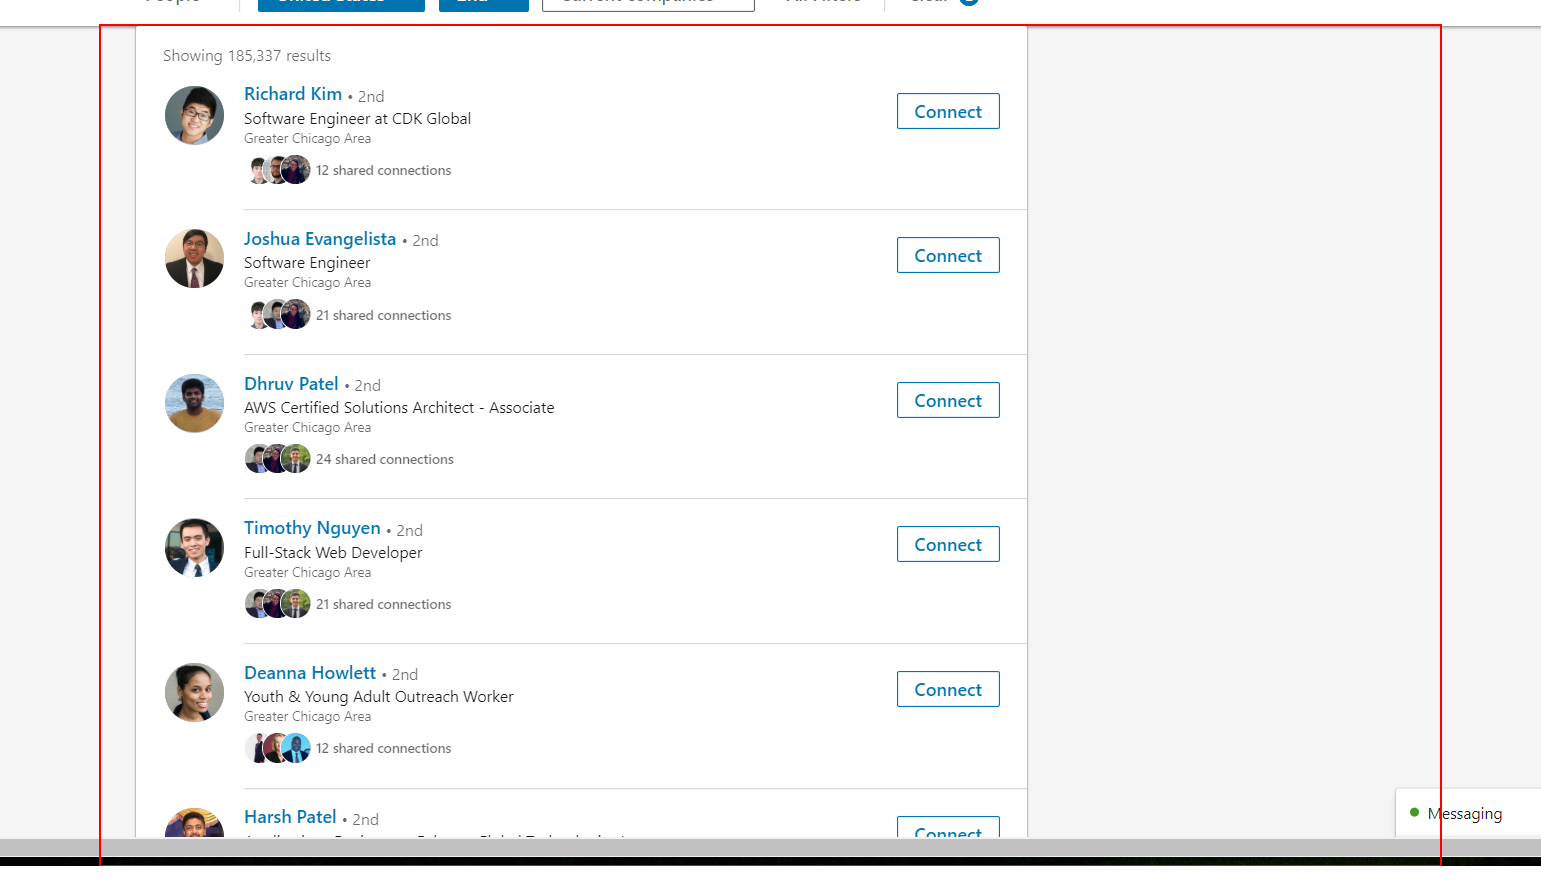 Showing 185,337 results
Richard Kim • 2nd
Connect
Software Engineer at CDK Global
Greater Chicago Area
12 shared connections
Joshua Evangelista • 2nd
Connect
Software Engineer
Greater Chicago Area
21 shared connections
Dhruv Patel • 2nd
Connect
AWS Certified Solutions Architect - Associate
Greater Chicago Area
24 shared connections
Timothy Nguyen • 2nd
Connect
Full-Stack Web Developer
Greater Chicago Area
21 shared connections
Deanna Howlett • 2nd
Connect
Youth & Young Adult Outreach Worker
Greater Chicago Area
12 shared connections
Harsh Patel • 2nd
Connect
Messaging